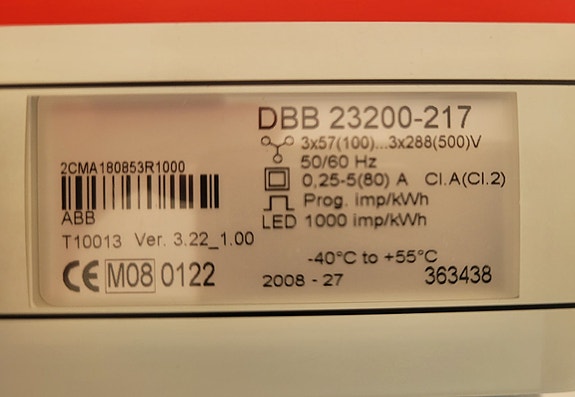 DBB 23200-217
3x57(100)...3x288(500)V
50/60 Hz
0,25-5(80) A Cl.A(Cl.2)
Prog. imp/kWh
LED 1000 imp/kWh
2CMA180853R1000
ABB
T10013 Ver. 3.22_1.00
-40°C to +55°C
CE M08 0122
2008 - 27 363438